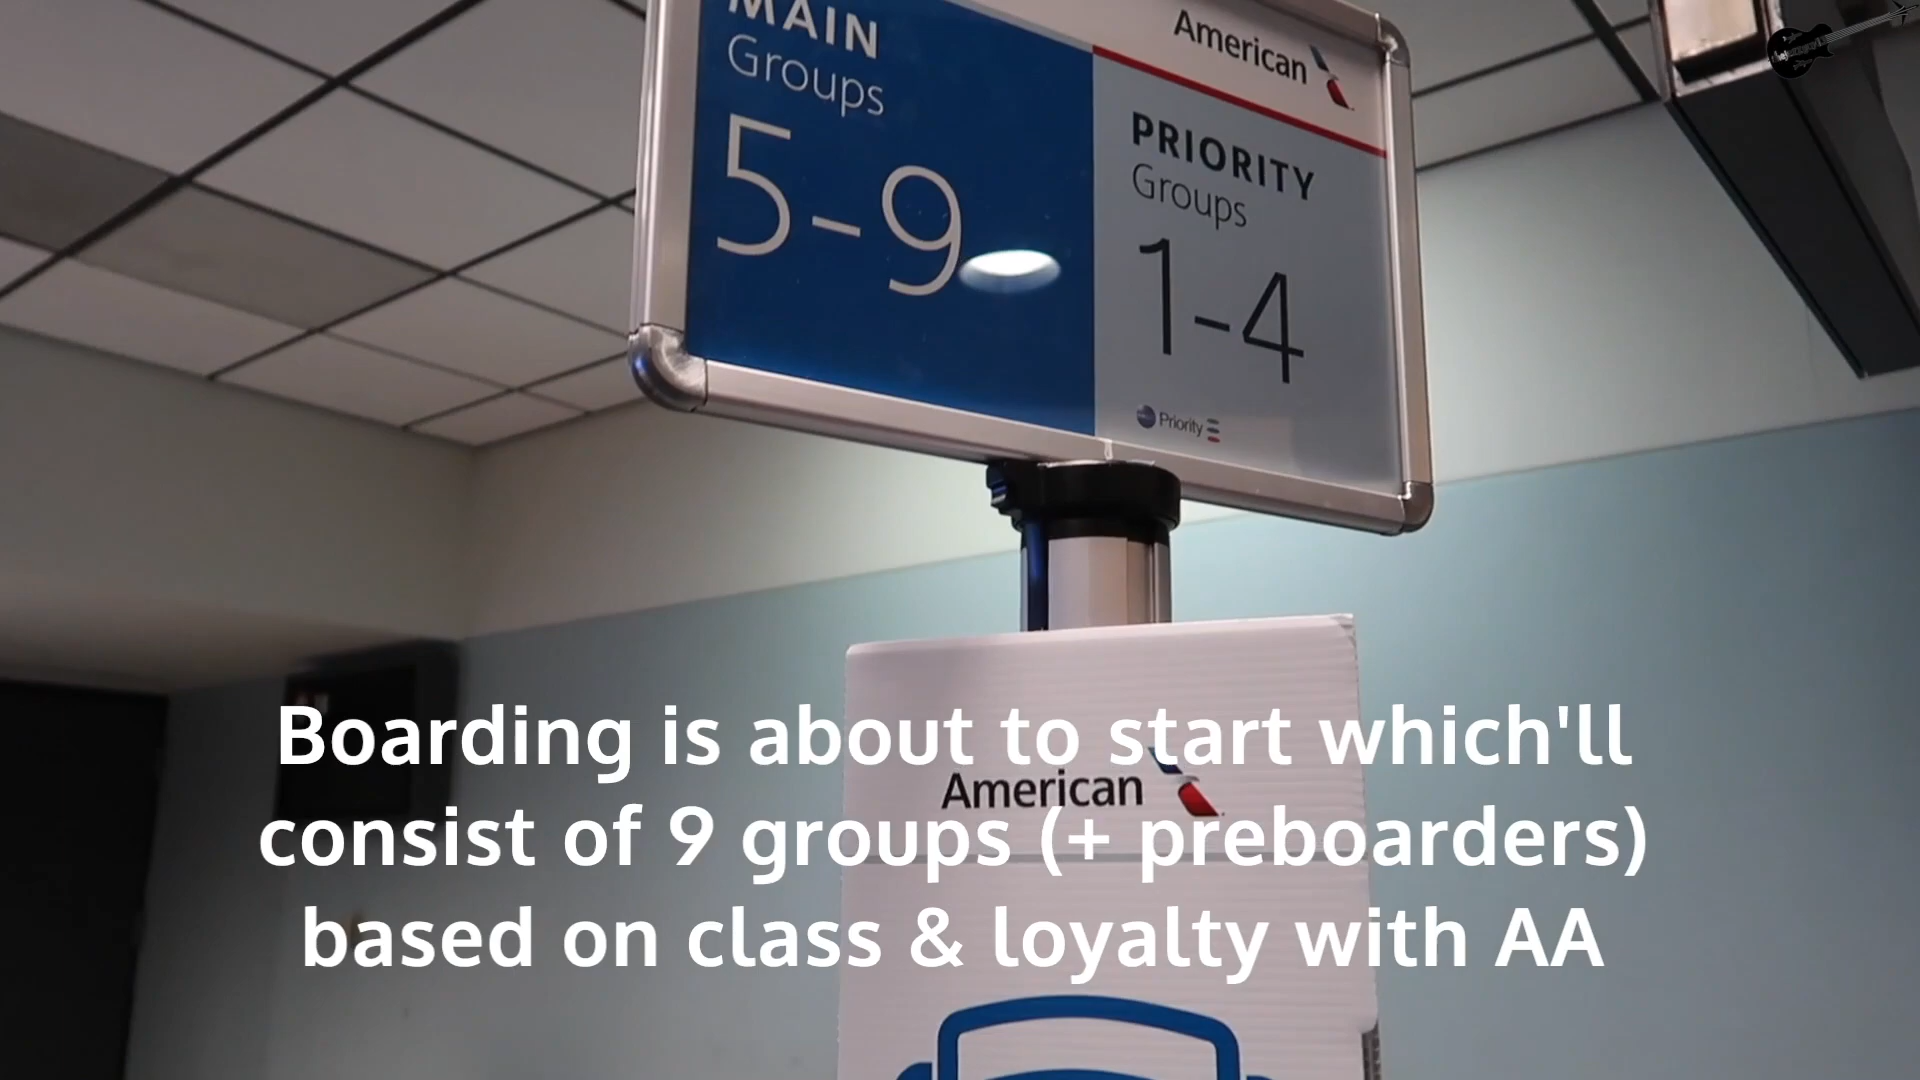 MAIN
Groups
5-9
American
PRIORITY
Groups
1-4
Priority
American
Boarding is about to start which'll
consist of 9 groups (+ preboarders)
based on class & loyalty with AA